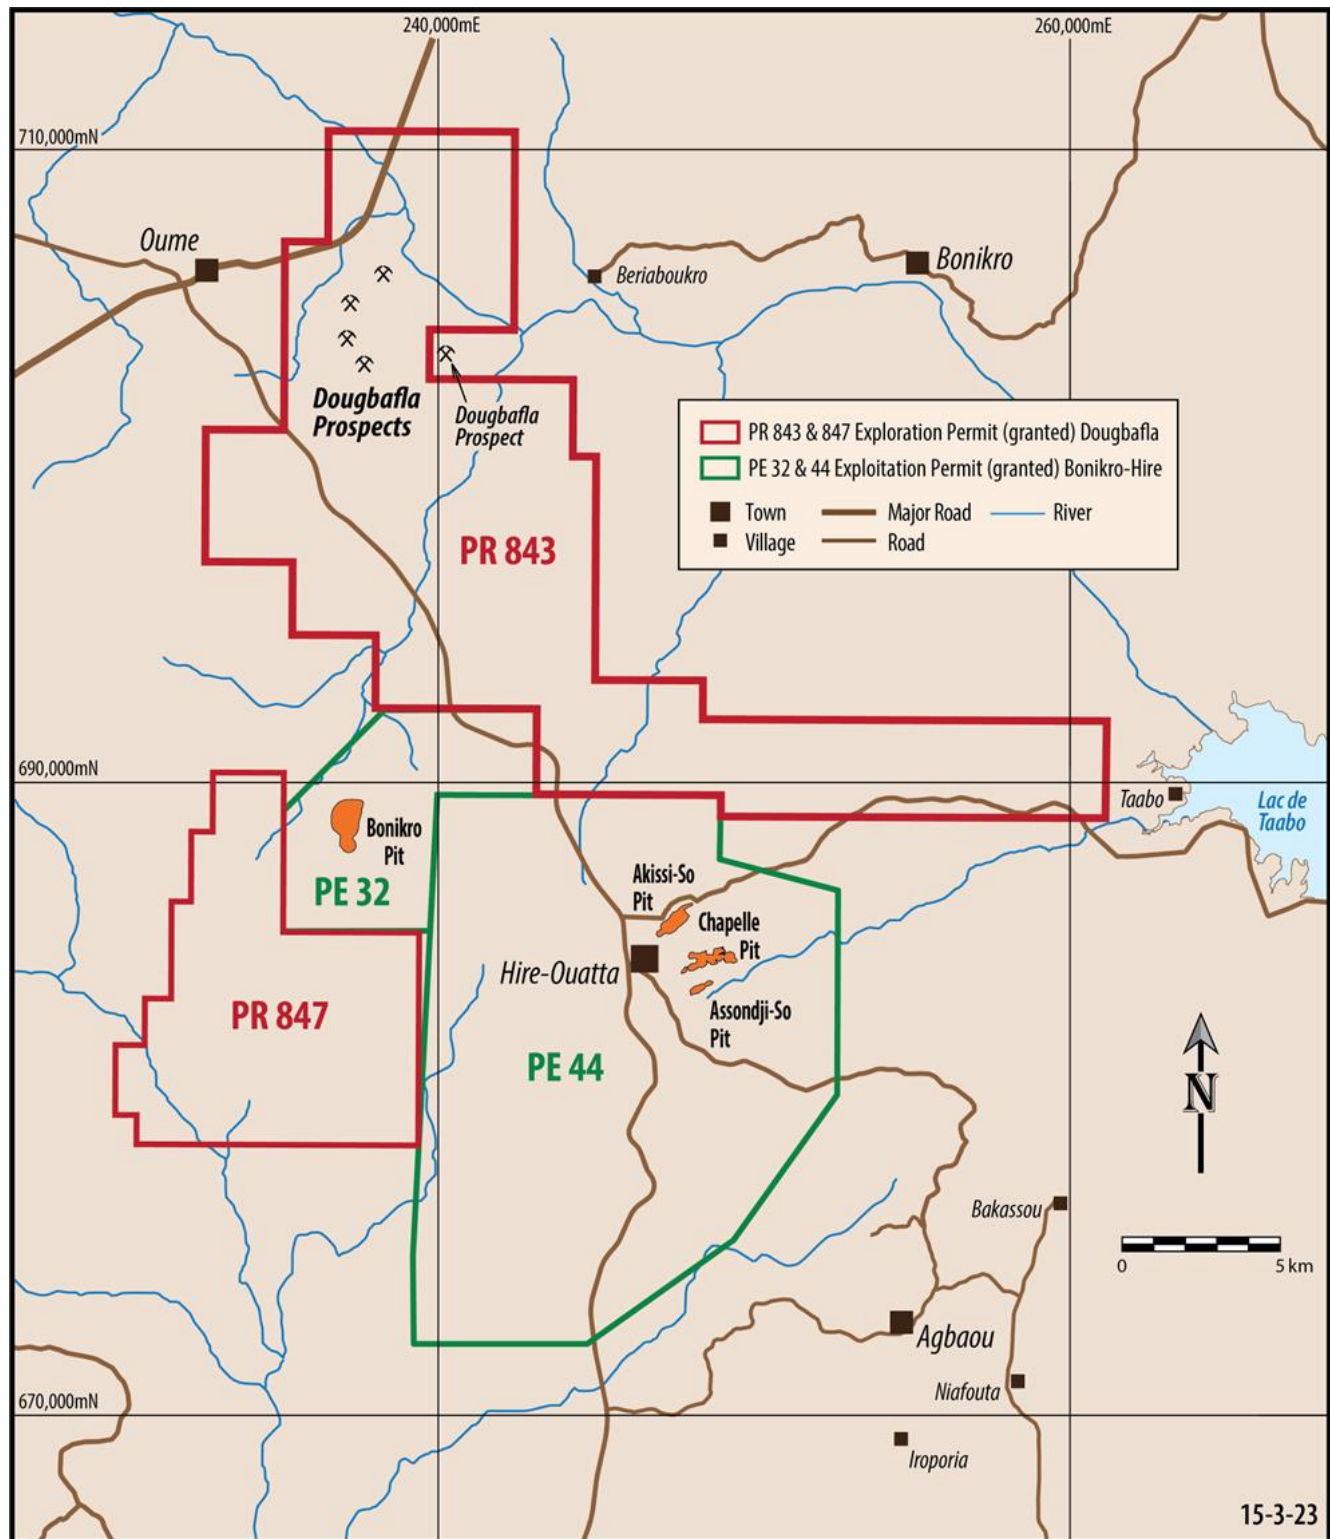 240,000mE
260,000mE
710,000mN
Oume
Beriaboukro
Bonikro
Dougbafla
Prospects
Dougbafla
Prospect
PR 843 & 847 Exploration Permit (granted) Dougbafla
PE 32 & 44 Exploitation Permit (granted) Bonikro-Hire
Town
Major Road
River
Village
Road
PR 843
690,000mN
Taabo
Lac de
Taabo
Bonikro
Pit
PE 32
Akissi-So
Pit
Chapelle
Pit
Hire-Ouatta
Assondji-So
Pit
PR 847
PE 44
N
Bakassou
0
5 km
Agbaou
Niafouta
670,000mN
Iroporia
15-3-23